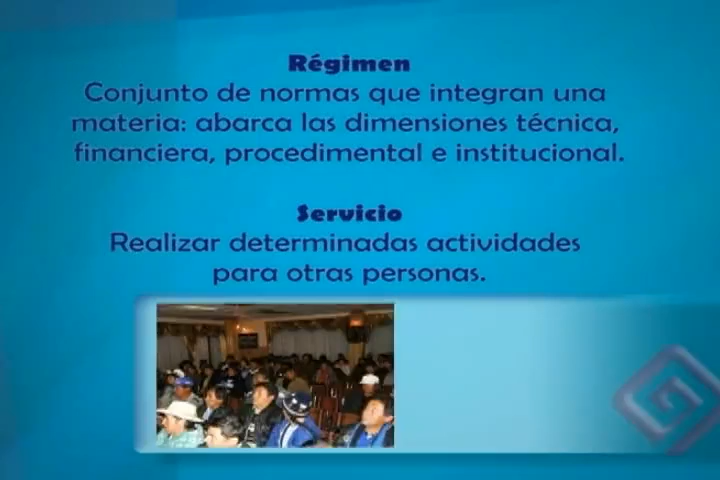 Régimen
Conjunto de normas que integran una
materia: abarca las dimensiones técnica,
financiera, procedimental e institucional.
Servicio
Realizar determinadas actividades
para otras personas.